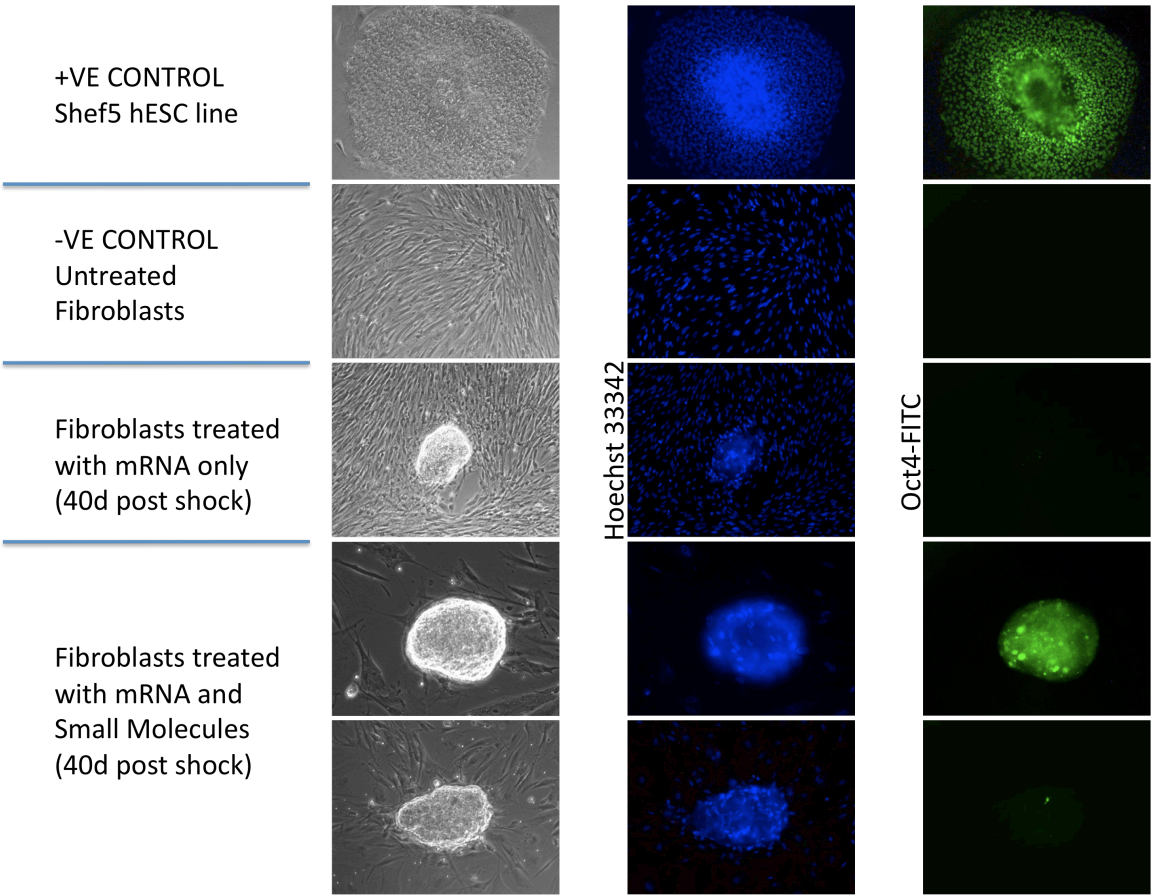 +VE CONTROL
Shef5 hESC line
-VE CONTROL
Untreated
Fibroblasts
Fibroblasts treated
with mRNA only
(40d post shock)
Fibroblasts treated
with mRNA and
Small Molecules
(40d post shock)
Hoechst 33342
Oct4-FITC